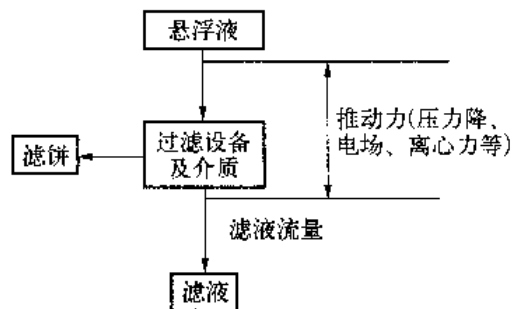 悬浮液
推动力(压力降、
电场、离心力等)
过滤设备
及介质
滤饼
滤液流量
滤液